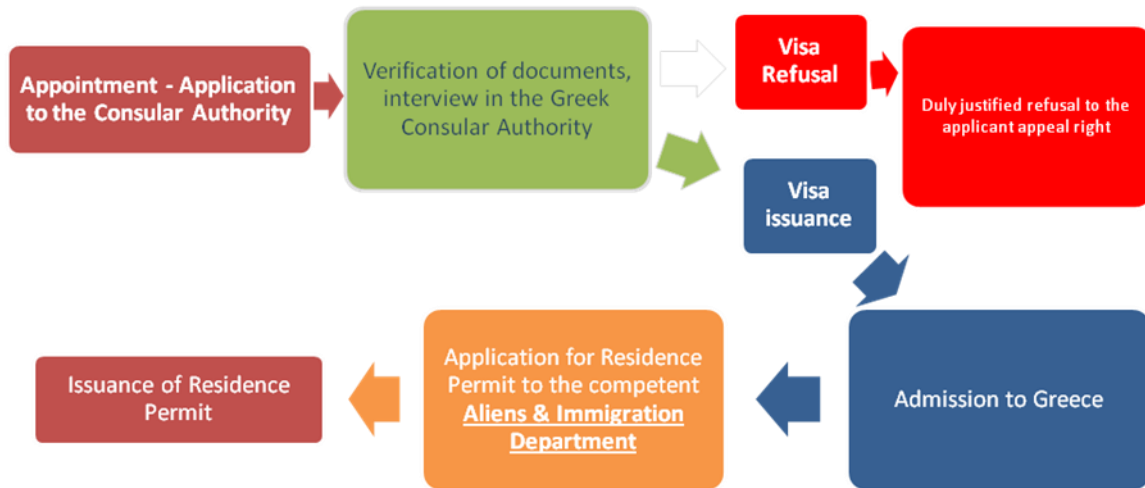 Appointment - Application
to the Consular Authority
Verification of documents,
interview in the Greek
Consular Authority
Visa
Refusal
Duly justified refusal to the
applicant appeal right
Visa
issuance
Admission to Greece
Application for Residence
Permit to the competent
Aliens & Immigration
Department
Issuance of Residence
Permit